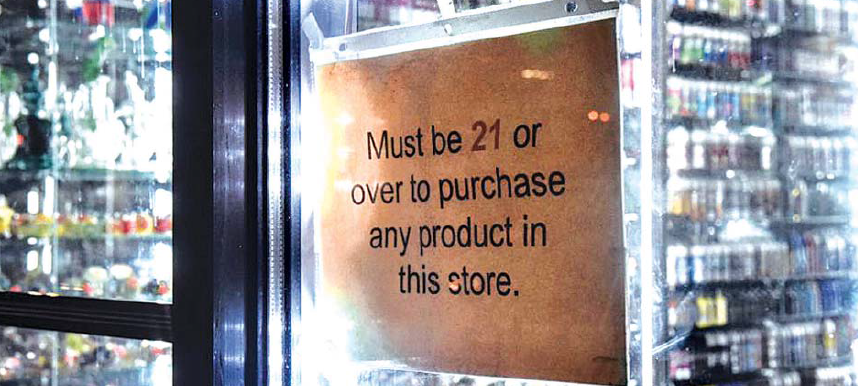 Must be 21 or
over to purchase
any product in
this store.